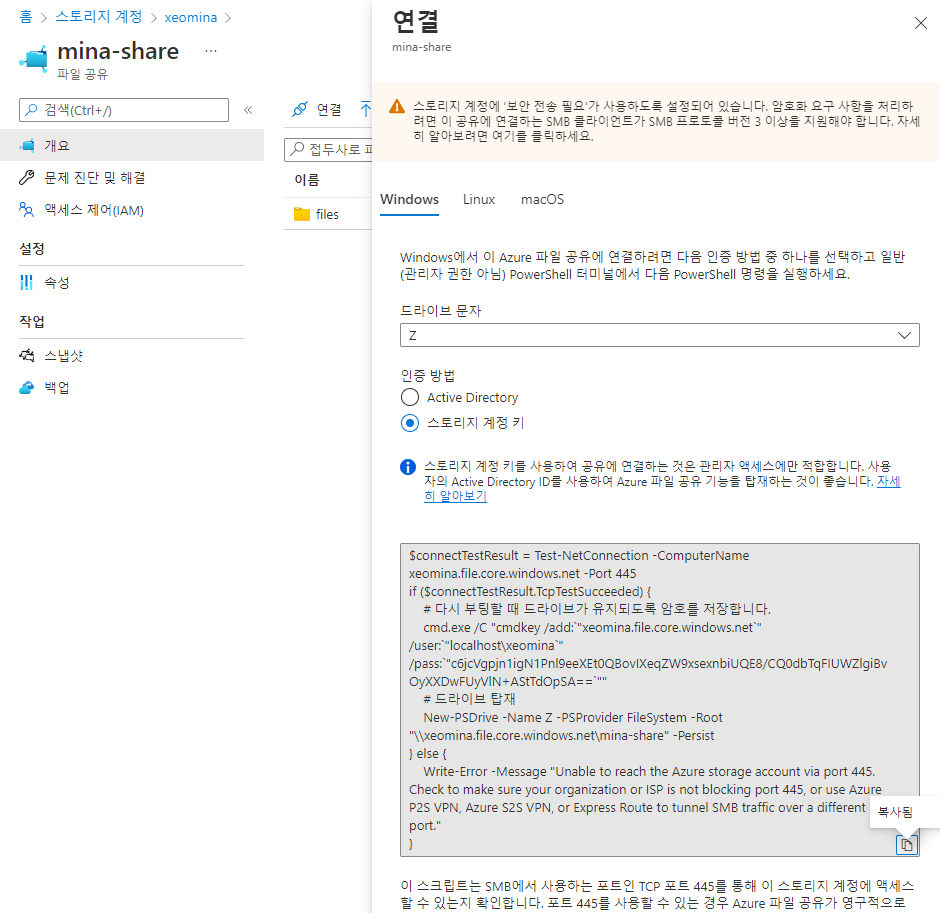 홈 > 스토리지 계정 > xeomina >
mina-share ...
파일 공유
검색(Ctrl+/) «
개요
문제 진단 및 해결
액세스 제어(IAM)
설정
속성
작업
스냅샷
백업
연결
접두사로
이름
files
연결
mina-share
스토리지 계정에 '보안 전송 필요'가 사용하도록 설정되어 있습니다. 암호화 요구 사항을 처리하
려면 이 공유에 연결하는 SMB 클라이언트가 SMB 프로토콜 버전 3 이상을 지원해야 합니다. 자세
히 알아보려면 여기를 클릭하세요.
Windows Linux macOS
Windows에서 이 Azure 파일 공유에 연결하려면 다음 인증 방법 중 하나를 선택하고 일반
(관리자 권한 아님) PowerShell 터미널에서 다음 PowerShell 명령을 실행하세요.
드라이브 문자
Z
인증 방법
Active Directory
스토리지 계정 키
스토리지 계정 키를 사용하여 공유에 연결하는 것은 관리자 액세스에만 적합합니다. 사용
자의 Active Directory ID를 사용하여 Azure 파일 공유 기능을 탑재하는 것이 좋습니다. 자세
히 알아보기
$connectTestResult = Test-NetConnection -ComputerName
xeomina.file.core.windows.net -Port 445
if ($connectTestResult.TcpTestSucceeded) {
# 다시 부팅할 때 드라이브가 유지되도록 암호를 저장합니다.
cmd.exe /C "cmdkey /add:`"xeomina.file.core.windows.net`"
/user:`"localhost\xeomina`"
/pass:`"
`""
# 드라이브 탑재
New-PSDrive -Name Z -PSProvider FileSystem -Root
"\\xeomina.file.core.windows.net\mina-share" -Persist
} else {
Write-Error -Message "Unable to reach the Azure storage account via port 445.
Check to make sure your organization or ISP is not blocking port 445, or use Azure
P2S VPN, Azure S2S VPN, or Express Route to tunnel SMB traffic over a different
port."
}
복사됨
이 스크립트는 SMB에서 사용하는 포트인 TCP 포트 445를 통해 이 스토리지 계정에 액세스
할 수 있는지 확인합니다. 포트 445를 사용할 수 있는 경우 Azure 파일 공유가 영구적으로